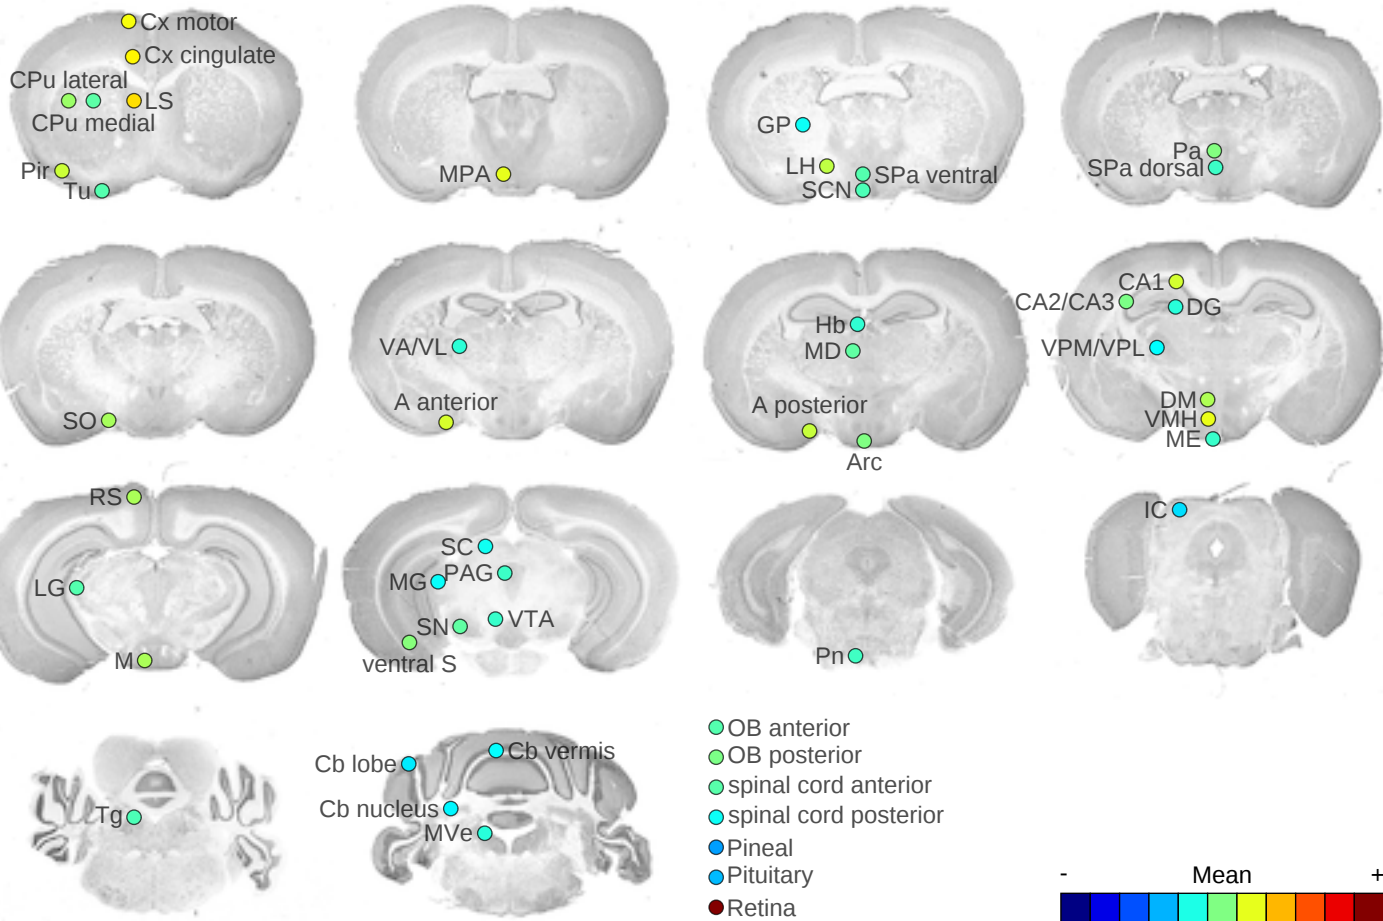 Cx motor
Cx cingulate
CPu lateral
LS
CPu medial
Pir
Tu
MPA
GP
LH
SPa ventral
SCN
Pa
SPa dorsal
SO
VA/VL
A anterior
Hb
MD
A posterior
Arc
CA1
CA2/CA3
DG
VPM/VPL
DM
VMH
ME
RS
LG
M
SC
MG
PAG
SN
VTA
ventral S
Pn
IC
Tg
Cb lobe
Cb vermis
Cb nucleus
MVe
OB anterior
OB posterior
spinal cord anterior
spinal cord posterior
Pineal
Pituitary
Retina
- Mean +